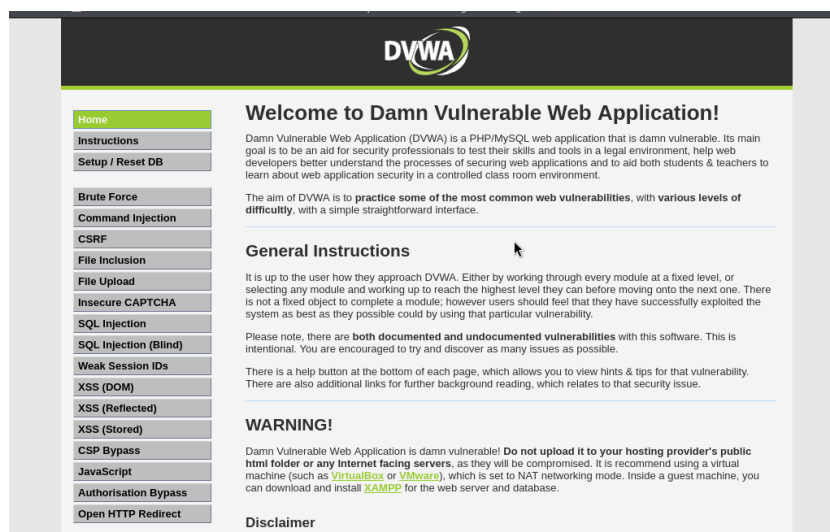 DVWA
Home
Instructions
Setup / Reset DB
Brute Force
Command Injection
CSRF
File Inclusion
File Upload
Insecure CAPTCHA
SQL Injection
SQL Injection (Blind)
Weak Session IDs
XSS (DOM)
XSS (Reflected)
XSS (Stored)
CSP Bypass
JavaScript
Authorisation Bypass
Open HTTP Redirect
Welcome to Damn Vulnerable Web Application!
Damn Vulnerable Web Application (DVWA) is a PHP/MySQL web application that is damn vulnerable. Its main
goal is to be an aid for security professionals to test their skills and tools in a legal environment, help web
developers better understand the processes of securing web applications and to aid both students & teachers to
learn about web application security in a controlled class room environment.
The aim of DVWA is to practice some of the most common web vulnerabilities, with various levels of
difficultly, with a simple straightforward interface.
General Instructions
It is up to the user how they approach DVWA. Either by working through every module at a fixed level, or
selecting any module and working up to reach the highest level they can before moving onto the next one. There
is not a fixed object to complete a module; however users should feel that they have successfully exploited the
system as best as they possible could by using that particular vulnerability.
Please note, there are both documented and undocumented vulnerabilities with this software. This is
intentional. You are encouraged to try and discover as many issues as possible.
There is a help button at the bottom of each page, which allows you to view hints & tips for that vulnerability.
There are also additional links for further background reading, which relates to that security issue.
WARNING!
Damn Vulnerable Web Application is damn vulnerable! Do not upload it to your hosting provider's public
html folder or any Internet facing servers, as they will be compromised. It is recommend using a virtual
machine (such as VirtualBox or VMware), which is set to NAT networking mode. Inside a guest machine, you
can download and install XAMPP for the web server and database.
Disclaimer